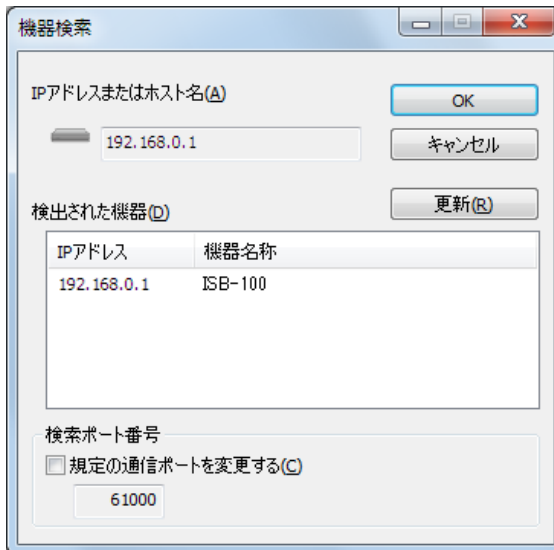 機器検索
IPアドレスまたはホスト名(A)
192.168.0.1
OK
キャンセル
更新(R)
検出された機器(D)
IPアドレス 機器名称
192.168.0.1 ISB-100
検索ポート番号
規定の通信ポートを変更する(C)
61000